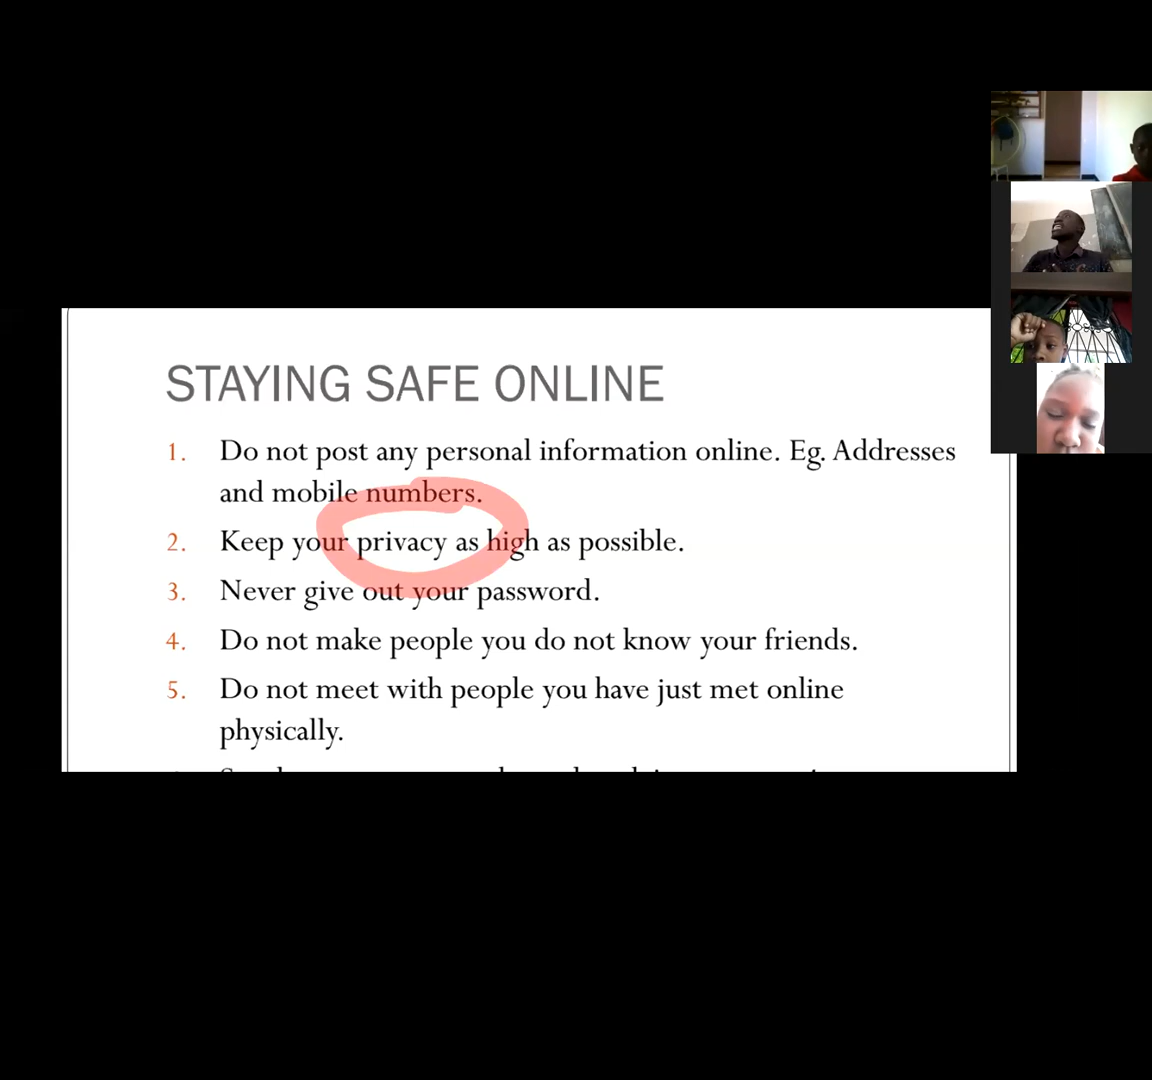 STAYING SAFE ONLINE
1. Do not post any personal information online. Eg. Addresses
and mobile numbers.
2. Keep your privacy as high as possible.
3. Never give out your password.
4. Do not make people you do not know your friends.
5. Do not meet with people you have just met online
physically.